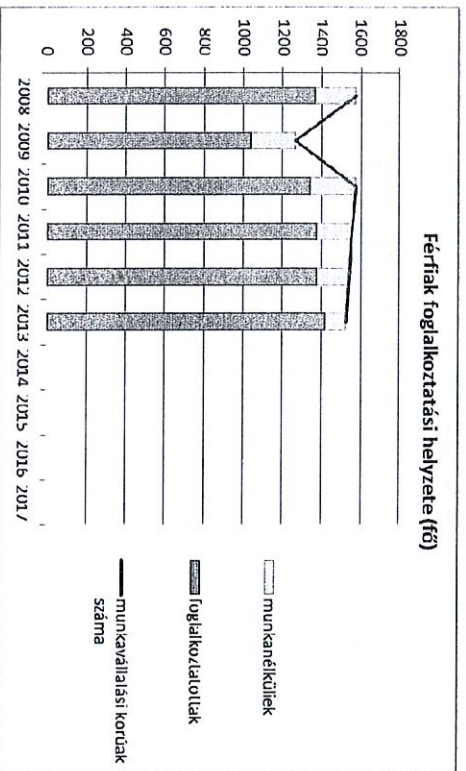 Férfiak foglalkoztatási helyzete (fő)
1800
1600
1400
1200
1000
800
600
400
200
0
2008 2009 2010 2011 2012 2013 2014 2015 2016 2017
munkanélküliek
foglalkoztatottak
munkavállalási korúak
száma